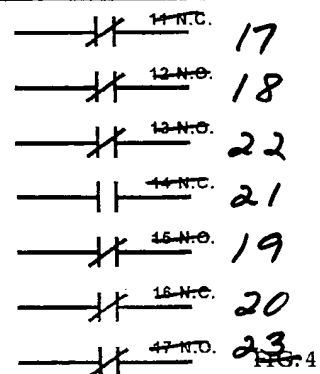 11 N.C. 17
12 N.O. 18
13 N.O. 22
14 N.C. 21
15 N.O. 19
16 N.C. 20
17 N.O. 23
FIG. 4